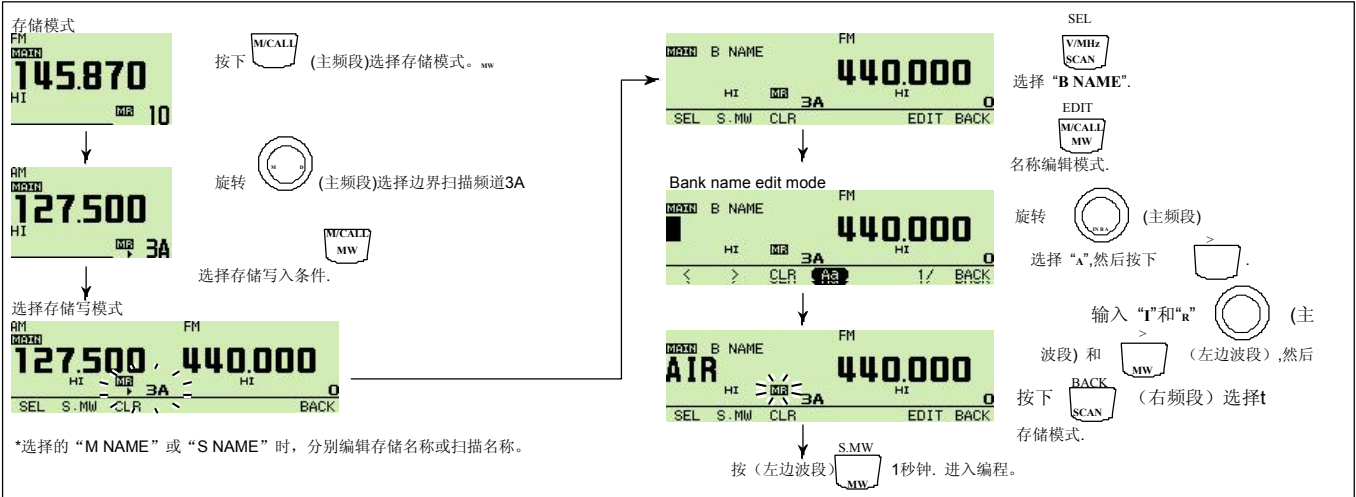 存储模式
FM
MAIN
145.870
HI
MR 10
按下 M/CALL (主频段)选择存储模式。MW
AM
MAIN
127.500
HI
MR 3A
旋转 M D (主频段)选择边界扫描频道3A
M/CALL
MW
选择存储写入条件.
选择存储写模式
AM FM
MAIN
127.500 440.000
HI MR 3A HI 0
SEL S.MW CLR BACK
*选择的“M NAME”或“S NAME”时，分别编辑存储名称或扫描名称。
FM
MAIN B NAME
440.000
HI MR 3A HI 0
SEL S.MW CLR EDIT BACK
SEL
V/MHz
SCAN
选择 “B NAME”.
EDIT
M/CALL
MW
名称编辑模式.
Bank name edit mode
FM
MAIN B NAME
440.000
HI MR 3A HI 0
< > CLR Aa 1/ BACK
旋转 (主频段)
>
选择 “A”,然后按下 .
FM
MAIN B NAME
AIR 440.000
HI MR 3A HI 0
SEL S.MW CLR EDIT BACK
输入 “I”和“R” (主
>
波段) 和 MW （左边波段）,然后
BACK
按下 SCAN （右频段）选择t
存储模式.
S.MW
按（左边波段） MW 1秒钟. 进入编程。